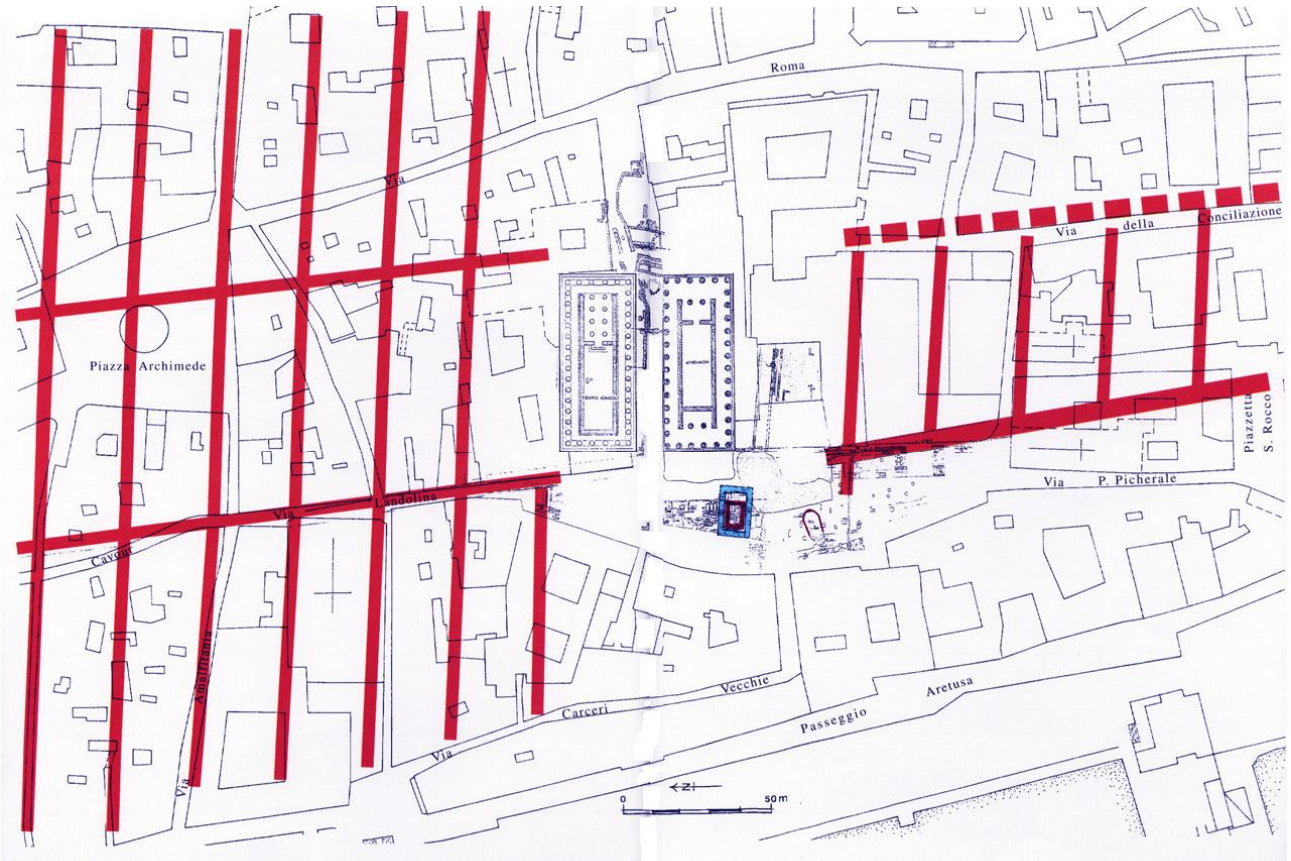 Roma
Via
Via della Conciliazione
Piazza Archimede
Piazzetta
S. Rocco
Via P. Picherale
Via Landolina
Cavour
Via Amalfitania
Vecchie
Carceri
Via
Aretusa
Passeggio
N
0 50 m